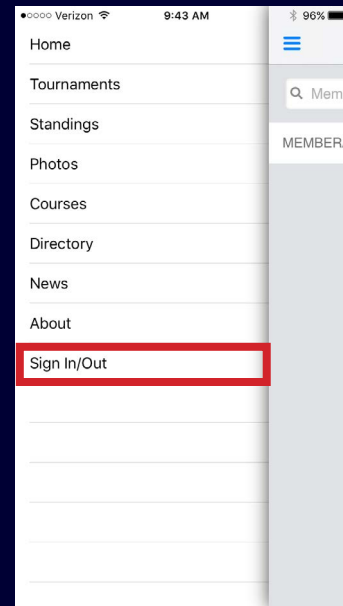 ●○○○○ Verizon 9:43 AM 96%
Home
Tournaments
Standings
Photos
Courses
Directory
News
About
Sign In/Out
Mem
MEMBER